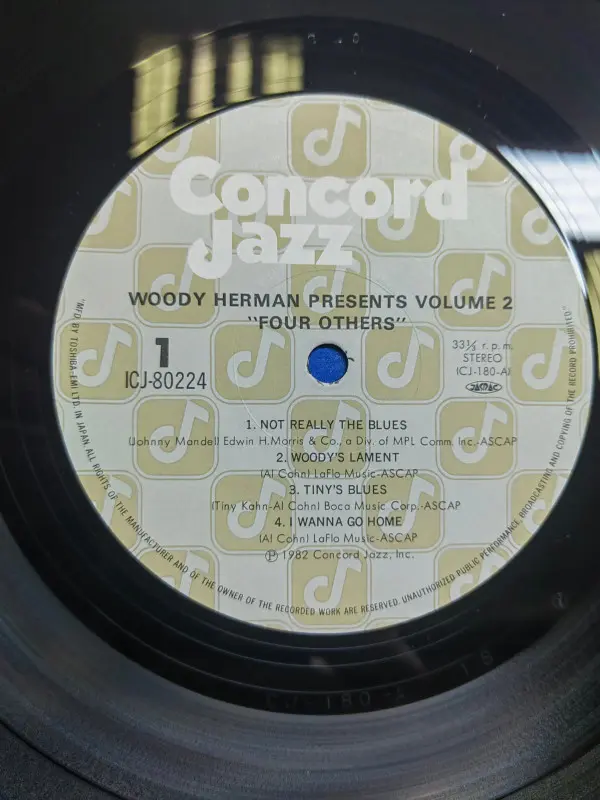 Concord
Jazz
WOODY HERMAN PRESENTS VOLUME 2
"FOUR OTHERS"
1
ICJ-80224
33⅓ r.p.m.
STEREO
(CJ-180-A)
JASRAC
1. NOT REALLY THE BLUES
(Johnny Mandel) Edwin H.Morris & Co., a Div. of MPL Comm. Inc.-ASCAP
2. WOODY'S LAMENT
(Al Cohn) LaFlo Music-ASCAP
3. TINY'S BLUES
(Tiny Kahn-Al Cohn) Boca Music Corp.-ASCAP
4. I WANNA GO HOME
(Al Cohn) LaFlo Music-ASCAP
℗ 1982 Concord Jazz, Inc.
"MFD BY TOSHIBA-EMI LTD. IN JAPAN. ALL RIGHTS OF THE MANUFACTURER AND OF THE OWNER OF THE RECORDED WORK ARE RESERVED. UNAUTHORIZED PUBLIC PERFORMANCE, BROADCASTING AND COPYING OF THE RECORD PROHIBITED."